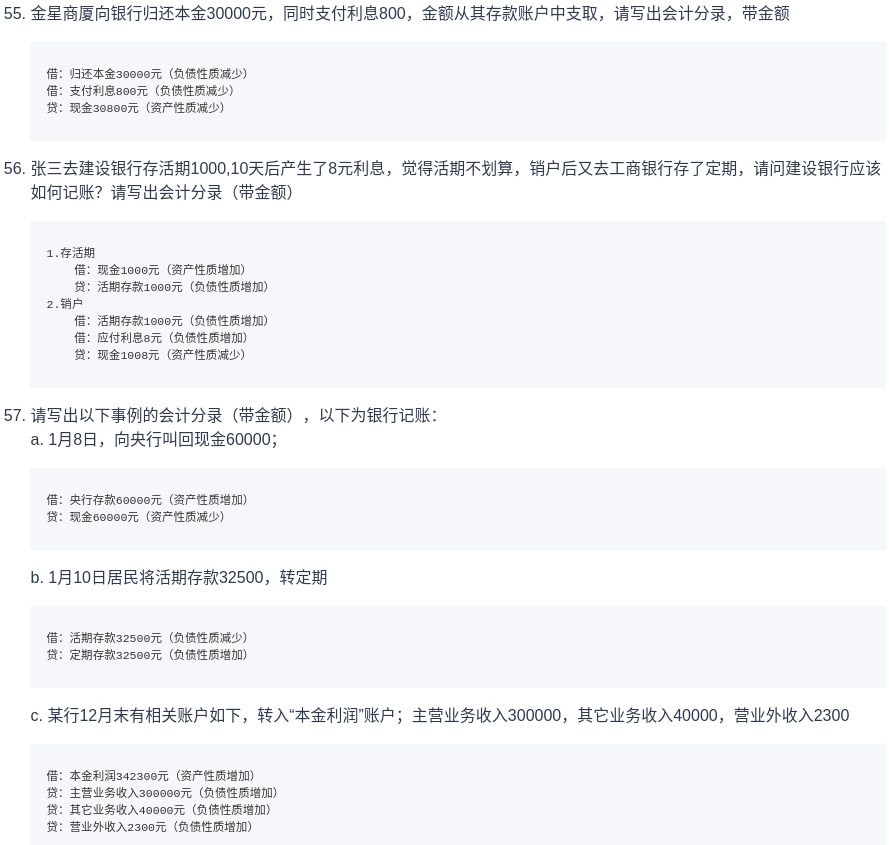 55. 金星商厦向银行归还本金30000元，同时支付利息800，金额从其存款账户中支取，请写出会计分录，带金额
借：归还本金30000元（负债性质减少）
借：支付利息800元（负债性质减少）
贷：现金30800元（资产性质减少）
56. 张三去建设银行存活期1000,10天后产生了8元利息，觉得活期不划算，销户后又去工商银行存了定期，请问建设银行应该
如何记账？请写出会计分录（带金额）
1.存活期
借：现金1000元（资产性质增加）
贷：活期存款1000元（负债性质增加）
2.销户
借：活期存款1000元（负债性质增加）
借：应付利息8元（负债性质增加）
贷：现金1008元（资产性质减少）
57. 请写出以下事例的会计分录（带金额），以下为银行记账：
a. 1月8日，向央行叫回现金60000；
借：央行存款60000元（资产性质增加）
贷：现金60000元（资产性质减少）
b. 1月10日居民将活期存款32500，转定期
借：活期存款32500元（负债性质减少）
贷：定期存款32500元（负债性质增加）
c. 某行12月末有相关账户如下，转入“本金利润”账户；主营业务收入300000，其它业务收入40000，营业外收入2300
借：本金利润342300元（资产性质增加）
贷：主营业务收入300000元（负债性质增加）
贷：其它业务收入40000元（负债性质增加）
贷：营业外收入2300元（负债性质增加）